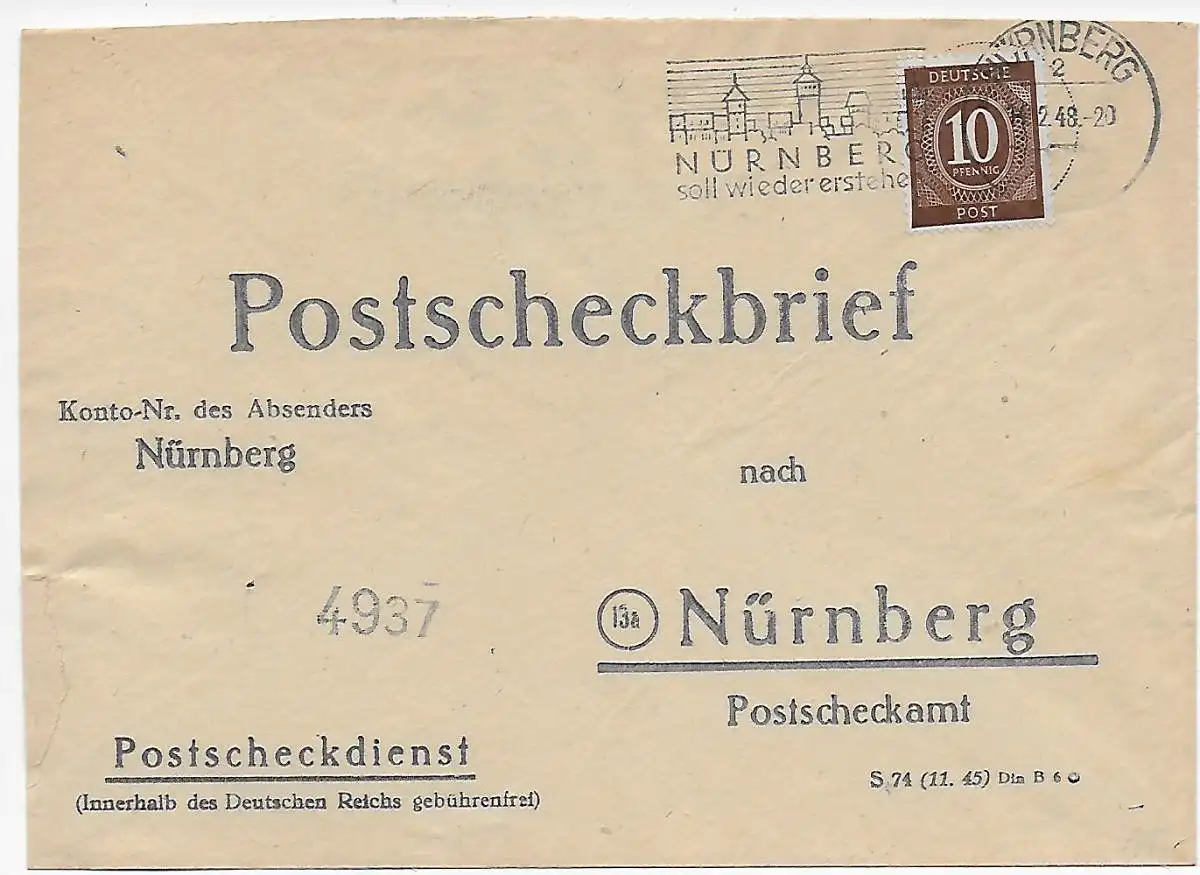 NÜRNBERG
2
2.48.-20
NÜRNBERG
soll wieder erstehe
DEUTSCHE
10
PFENNIG
POST
Postscheckbrief
Konto-Nr. des Absenders
Nürnberg
nach
4937
13a Nürnberg
Postscheckamt
Postscheckdienst
(Innerhalb des Deutschen Reichs gebührenfrei)
S 74 (11. 45) Din B 6